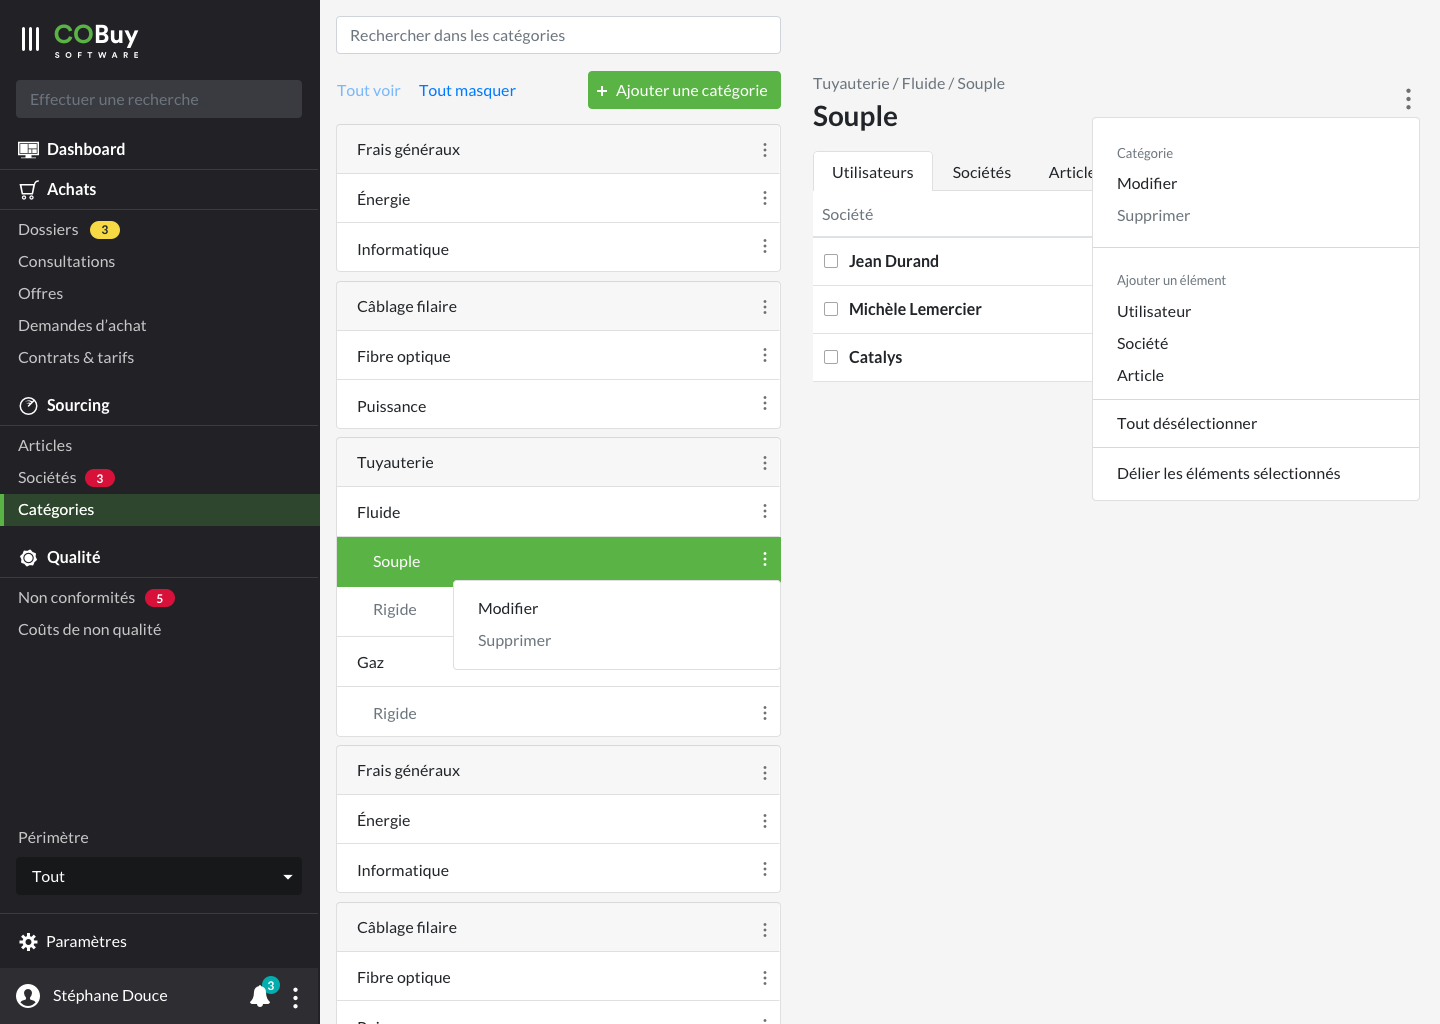 COBuy
SOFTWARE
Effectuer une recherche
Dashboard
Achats
Dossiers 3
Consultations
Offres
Demandes d’achat
Contrats & tarifs
Sourcing
Articles
Sociétés 3
Catégories
Qualité
Non conformités 5
Coûts de non qualité
Périmètre
Tout
Paramètres
Stéphane Douce 3
Rechercher dans les catégories
Tout voir Tout masquer + Ajouter une catégorie
Frais généraux
Énergie
Informatique
Câblage filaire
Fibre optique
Puissance
Tuyauterie
Fluide
Souple
Rigide
Modifier
Supprimer
Gaz
Rigide
Frais généraux
Énergie
Informatique
Câblage filaire
Fibre optique
Tuyauterie / Fluide / Souple
Souple
Utilisateurs Sociétés Article
Société
Jean Durand
Michèle Lemercier
Catalys
Catégorie
Modifier
Supprimer
Ajouter un élément
Utilisateur
Société
Article
Tout désélectionner
Délier les éléments sélectionnés